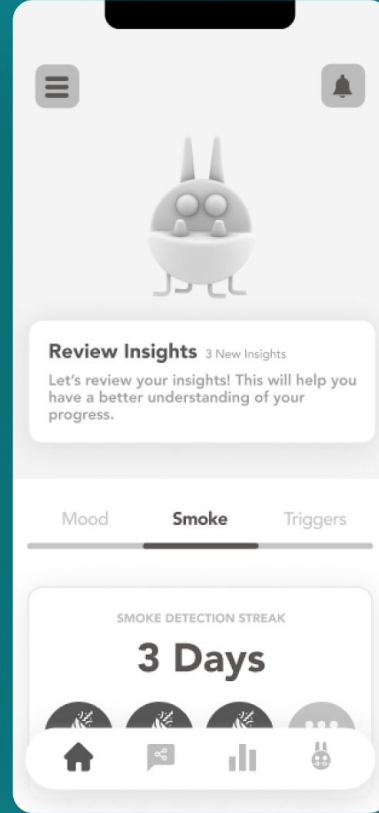 Review Insights 3 New Insights
Let's review your insights! This will help you
have a better understanding of your
progress.
Mood Smoke Triggers
SMOKE DETECTION STREAK
3 Days